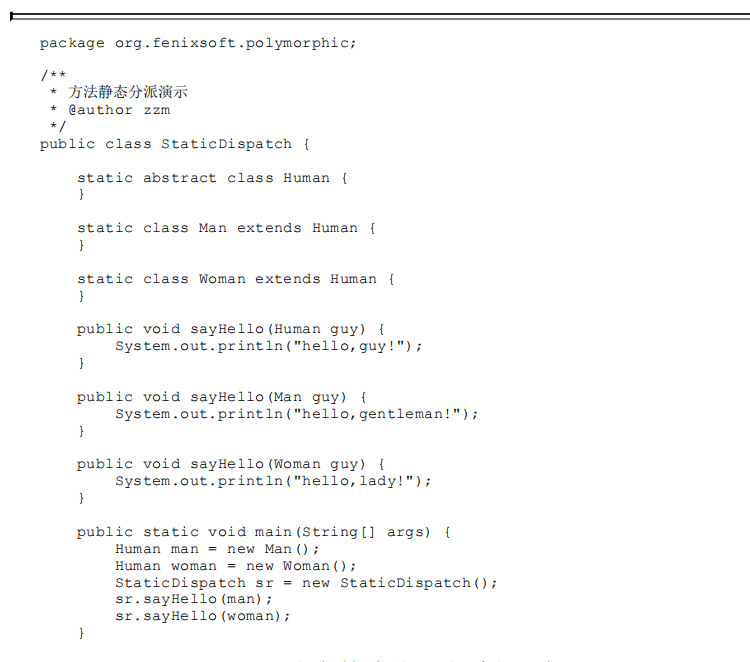 package org.fenixsoft.polymorphic;
/**
 * 方法静态分派演示
 * @author zzm
 */
public class StaticDispatch {
    static abstract class Human {
    }
    static class Man extends Human {
    }
    static class Woman extends Human {
    }
    public void sayHello(Human guy) {
        System.out.println("hello,guy!");
    }
    public void sayHello(Man guy) {
        System.out.println("hello,gentleman!");
    }
    public void sayHello(Woman guy) {
        System.out.println("hello,lady!");
    }
    public static void main(String[] args) {
        Human man = new Man();
        Human woman = new Woman();
        StaticDispatch sr = new StaticDispatch();
        sr.sayHello(man);
        sr.sayHello(woman);
    }